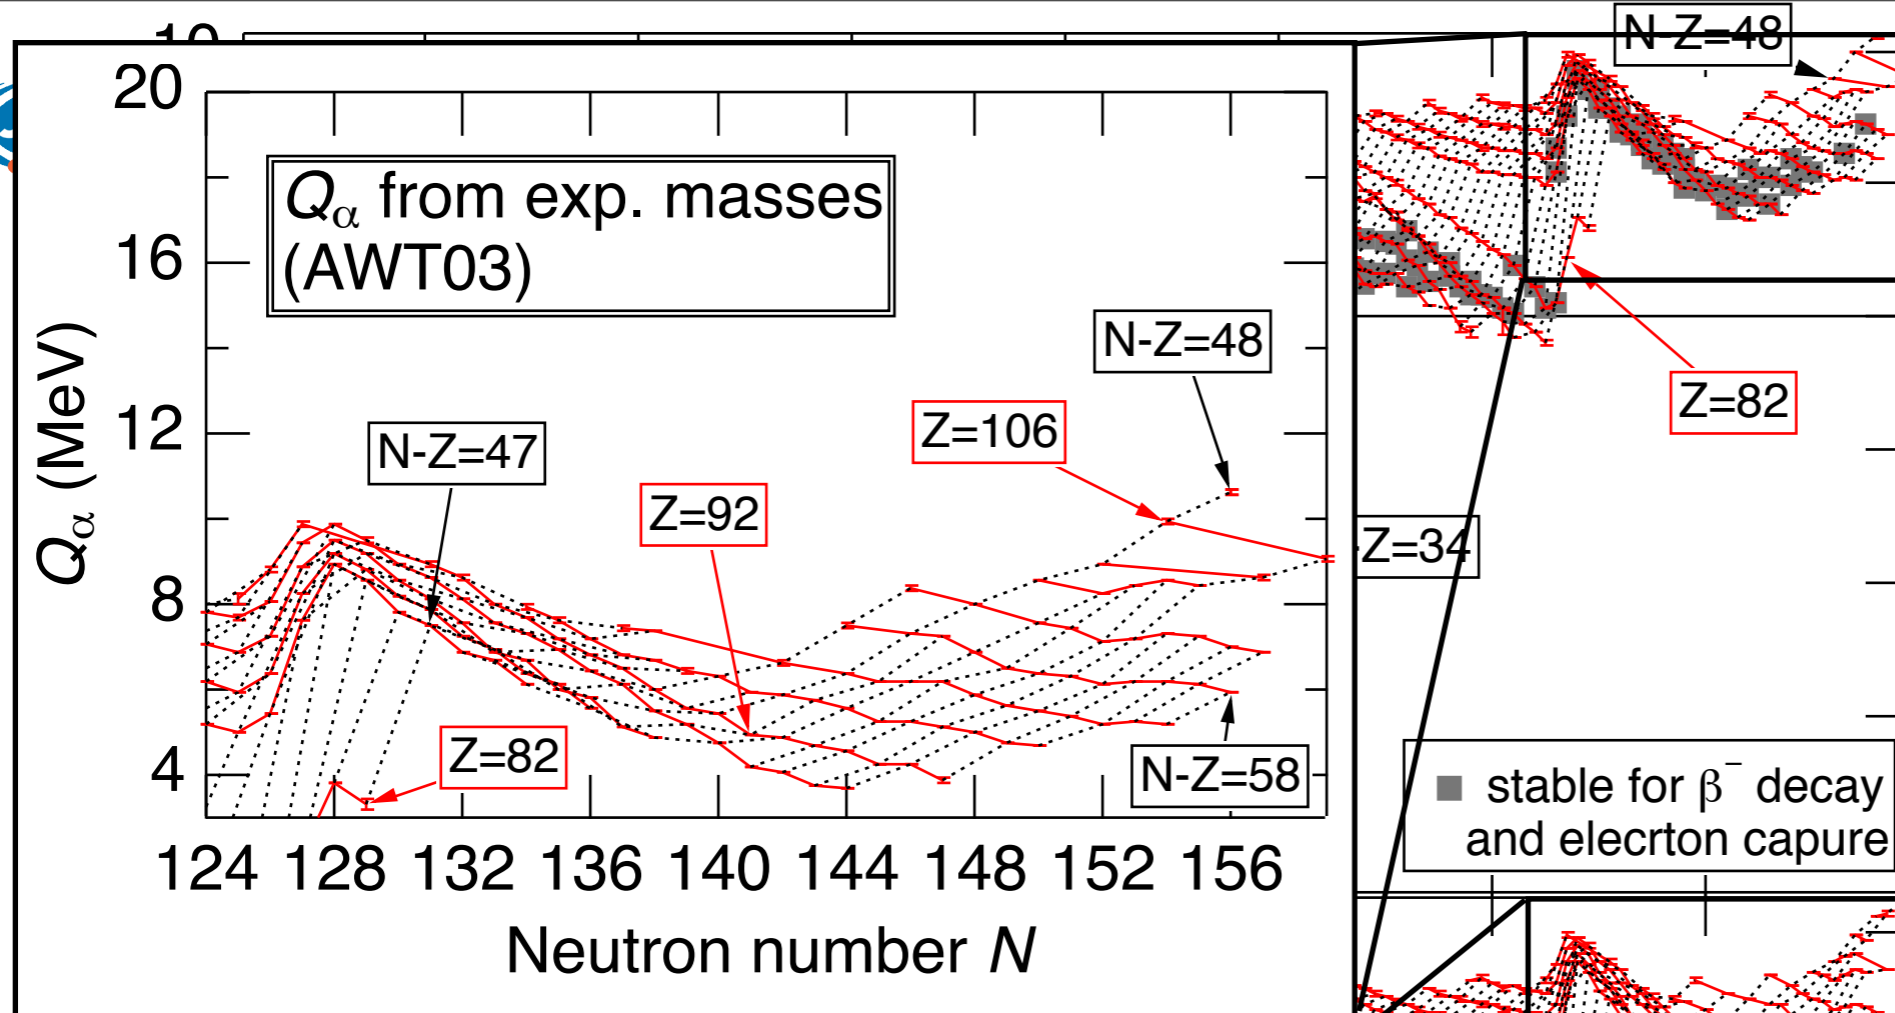 10
20
16
12
8
4
Qα (MeV)
Qα from exp. masses
(AWT03)
N-Z=47
Z=92
Z=106
N-Z=48
Z=82
N-Z=58
124 128 132 136 140 144 148 152 156
Neutron number N
N-Z=48
Z=82
-Z=34
stable for β⁻ decay
and elecrton capure